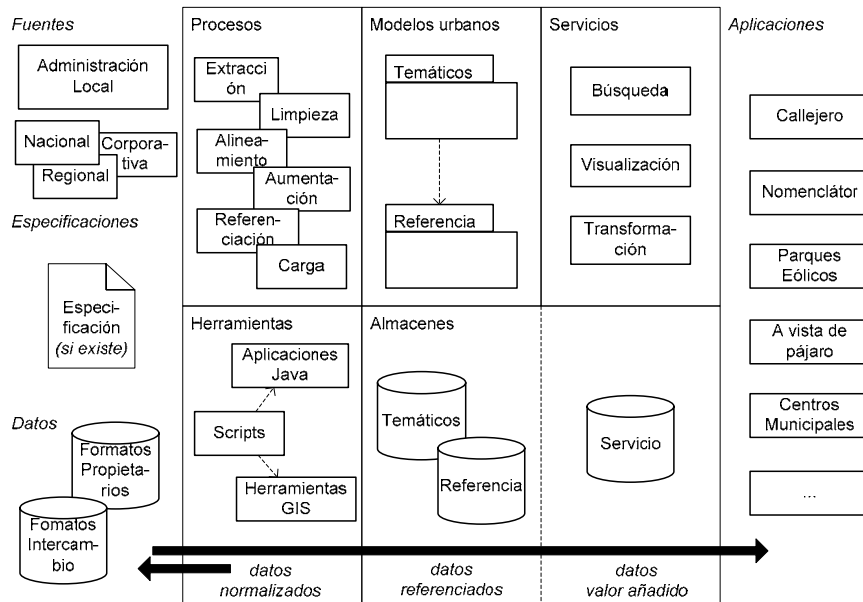 Fuentes
Administración
Local
Nacional
Corpora-
tiva
Regional
Especificaciones
Especi-
ficación
(si existe)
Datos
Formatos
Propieta-
rios
Fomatos
Intercam-
bio
Procesos
Extracci
ón
Limpieza
Alinea-
miento
Aumenta-
ción
Referen-
ciación
Carga
Herramientas
Aplicaciones
Java
Scripts
Herramientas
GIS
datos
normalizados
Modelos urbanos
Temáticos
Referencia
Almacenes
Temáticos
Referencia
datos
referenciados
Servicios
Búsqueda
Visualización
Transforma-
ción
Servicio
datos
valor añadido
Aplicaciones
Callejero
Nomenclátor
Parques
Eólicos
A vista de
pájaro
Centros
Municipales
...